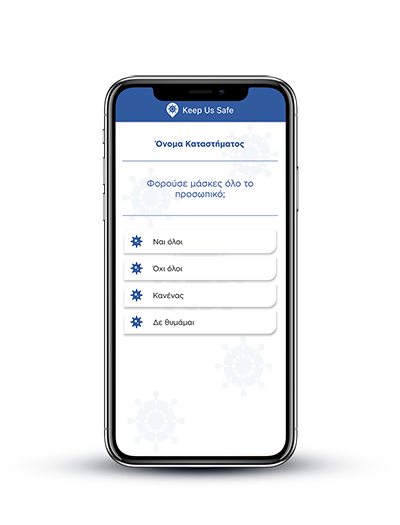 Keep Us Safe
Όνομα Καταστήματος
Φορούσε μάσκες όλο το
προσωπικό;
Ναι όλοι
Όχι όλοι
Κανένας
Δε θυμάμαι